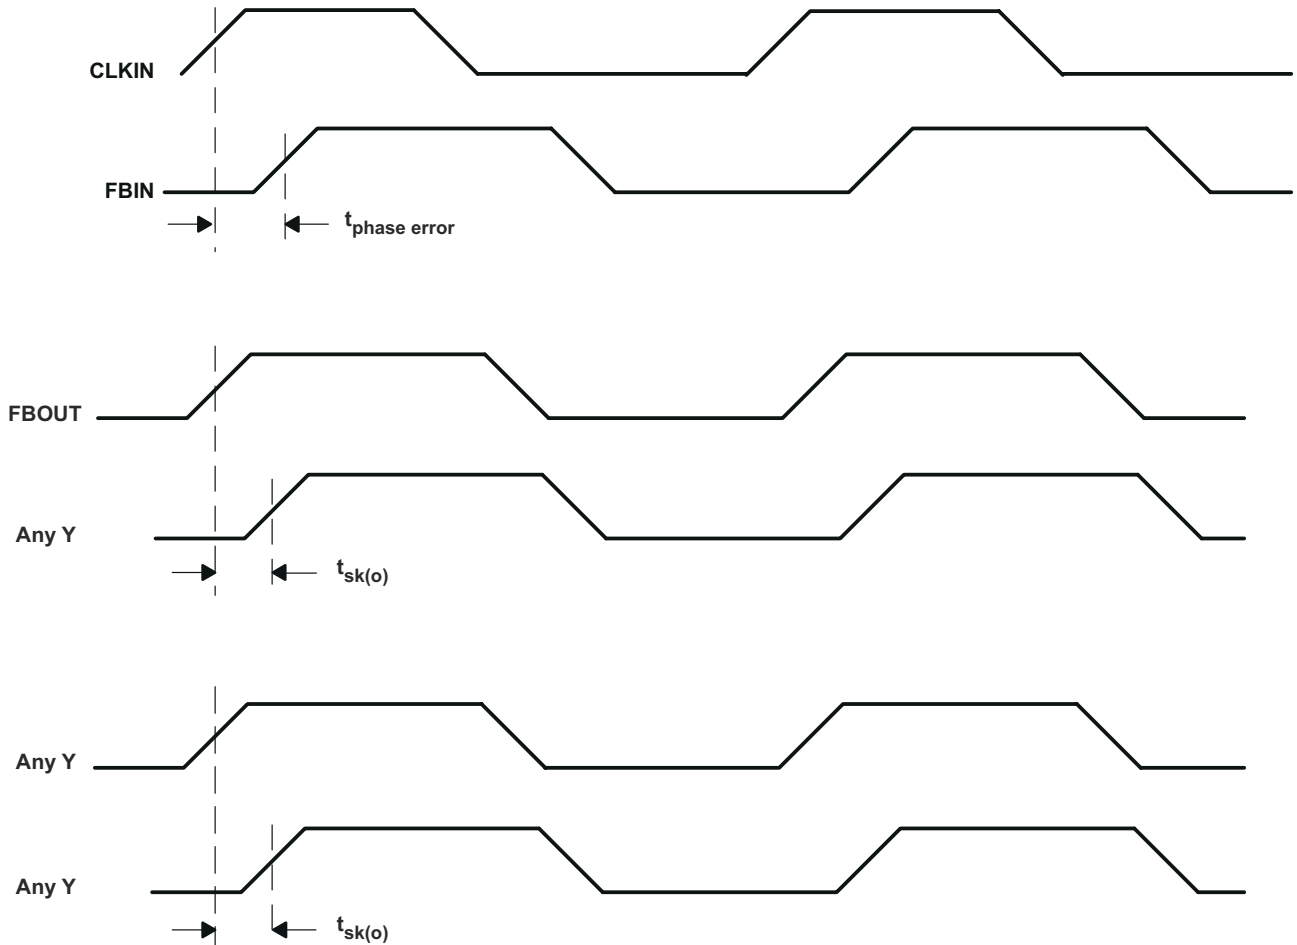 CLKIN
FBIN
tphase error
FBOUT
Any Y
tsk(o)
Any Y
Any Y
tsk(o)